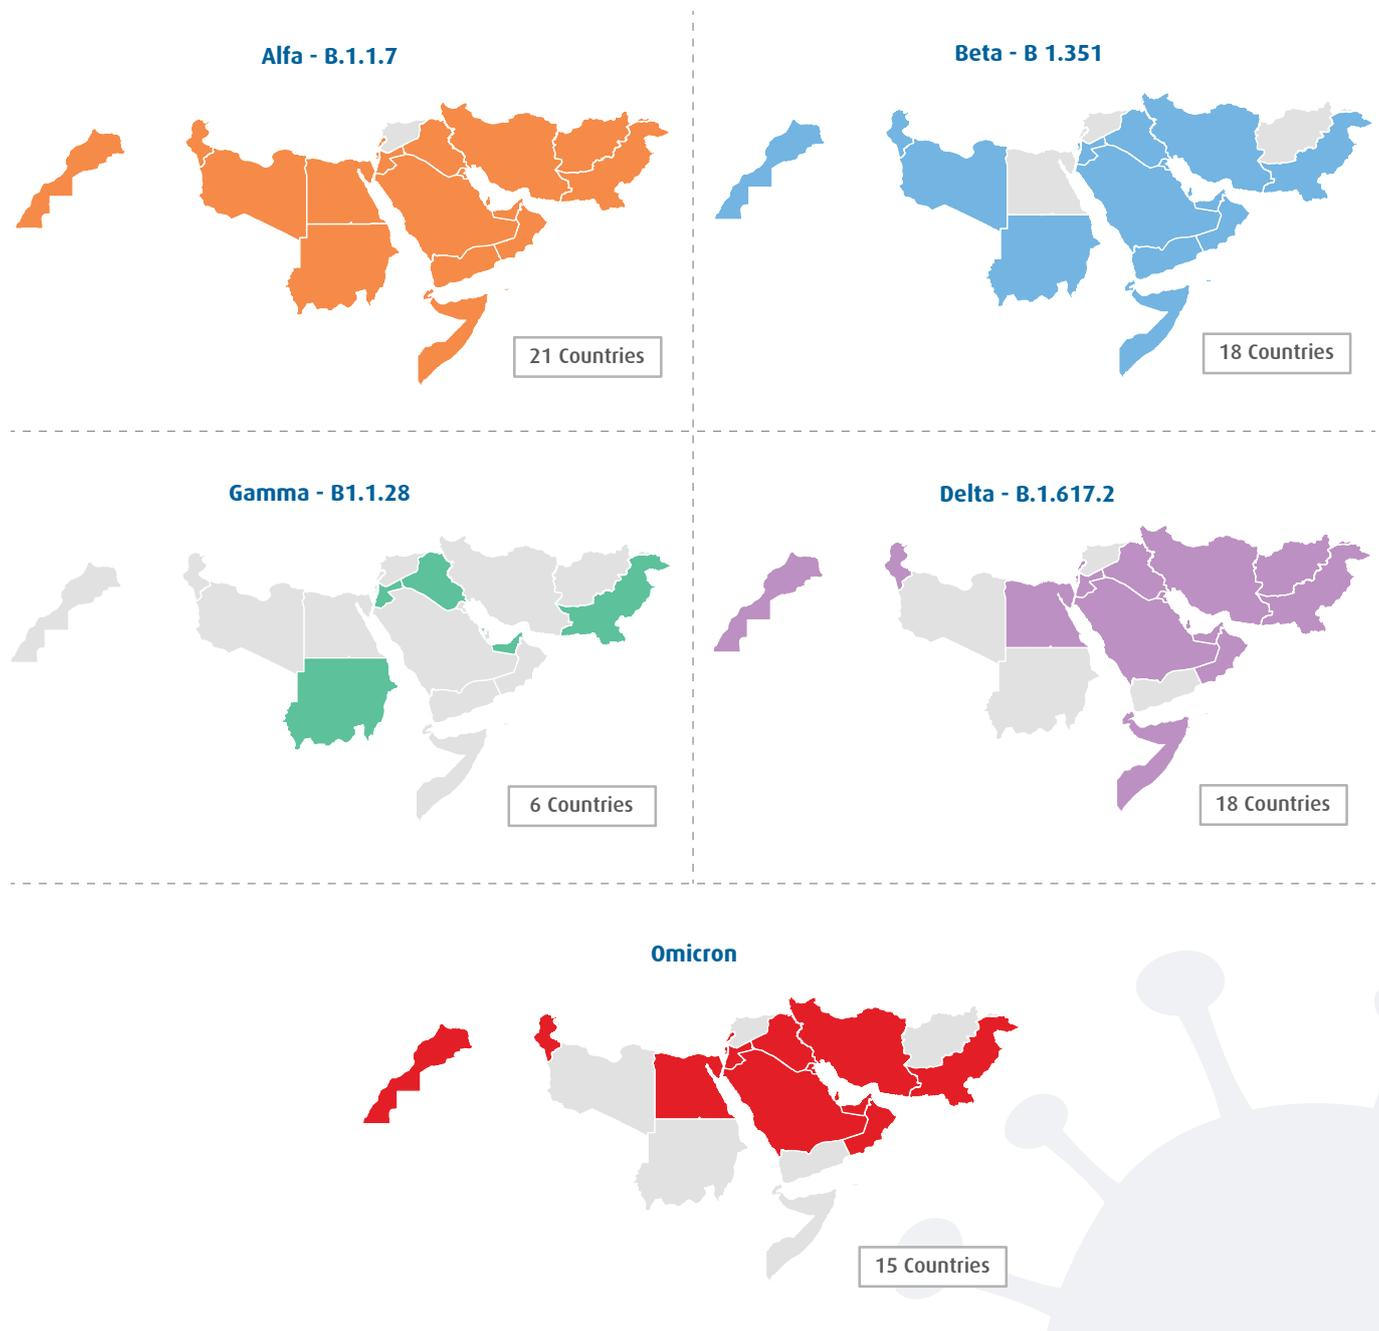 Alfa - B.1.1.7
Beta - B 1.351
21 Countries
18 Countries
Gamma - B1.1.28
Delta - B.1.617.2
6 Countries
18 Countries
Omicron
15 Countries